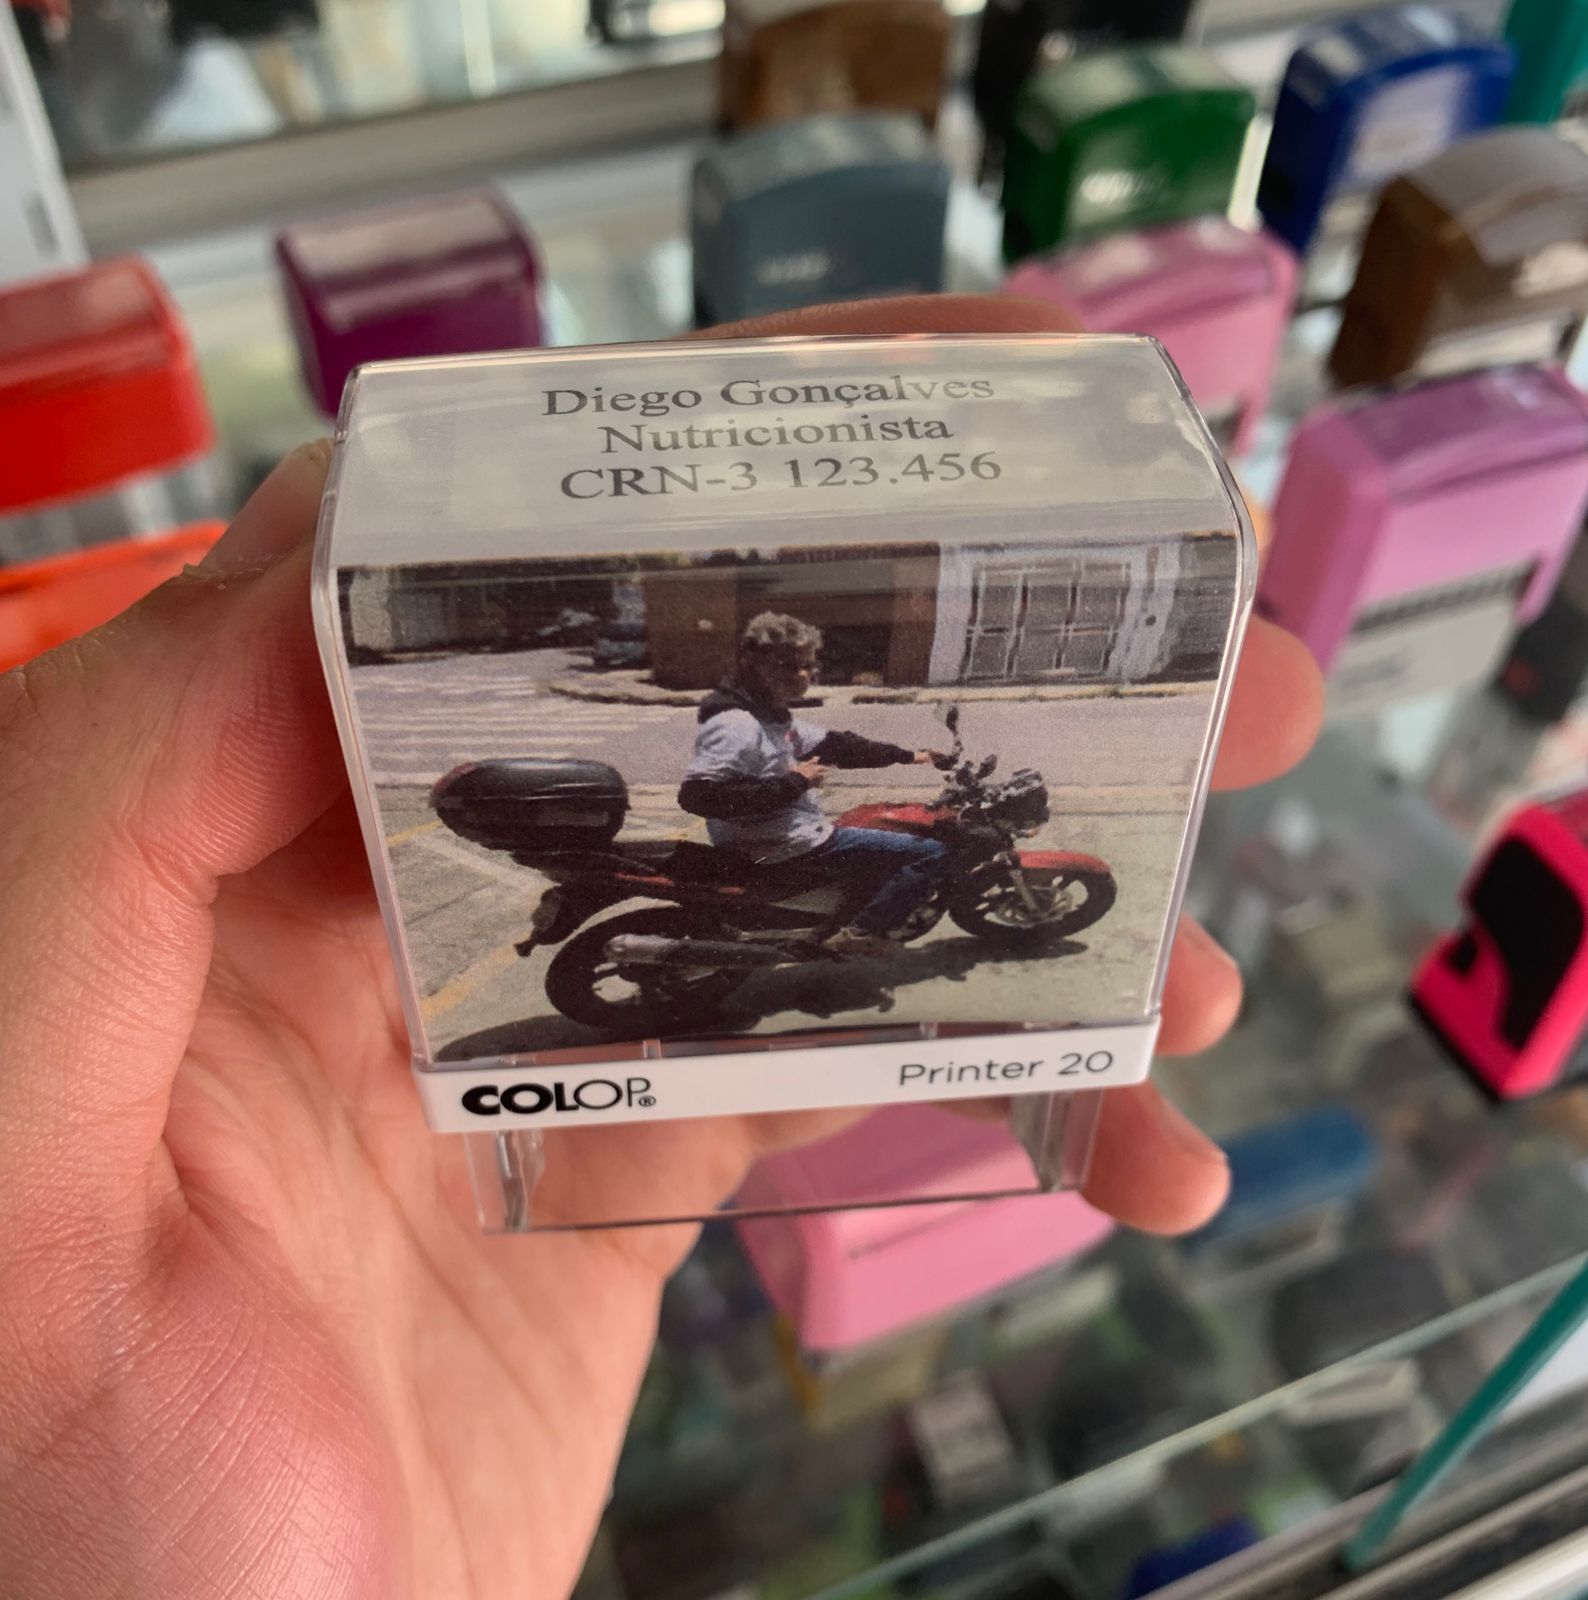 Diego Gonçalves
Nutricionista
CRN-3 123.456
COLOP®
Printer 20